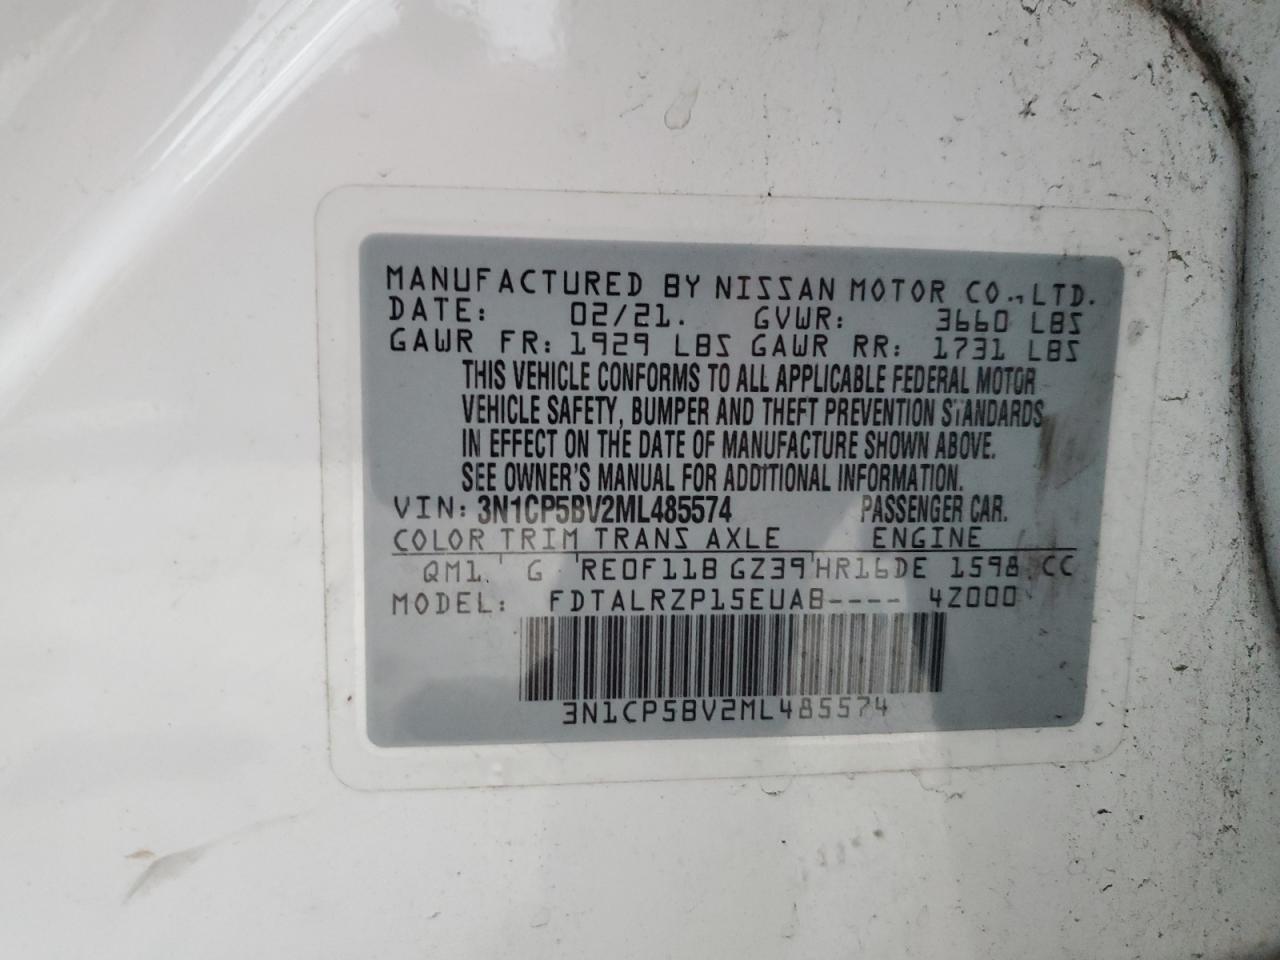 MANUFACTURED BY NISSAN MOTOR CO., LTD.
DATE: 02/21. GVWR: 3660 LBS
GAWR FR: 1929 LBS GAWR RR: 1731 LBS
THIS VEHICLE CONFORMS TO ALL APPLICABLE FEDERAL MOTOR
VEHICLE SAFETY, BUMPER AND THEFT PREVENTION STANDARDS
IN EFFECT ON THE DATE OF MANUFACTURE SHOWN ABOVE.
SEE OWNER'S MANUAL FOR ADDITIONAL INFORMATION.
VIN: 3N1CP5BV2ML485574 PASSENGER CAR.
COLOR TRIM TRANS AXLE ENGINE
QM1 G RE0F11B GZ39 HR16DE 1598 CC
MODEL: FDTALRZP15EUAB---- 4Z000
3N1CP5BV2ML485574